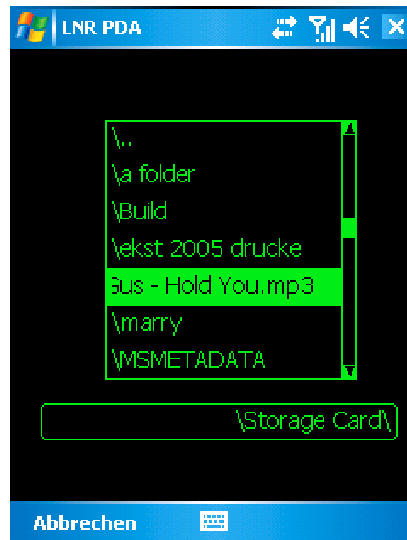 LNR PDA
\..
\a folder
\Build
\ekst 2005 drucke
Sus - Hold You.mp3
\marry
\MSMETADATA
\Storage Card\
Abbrechen